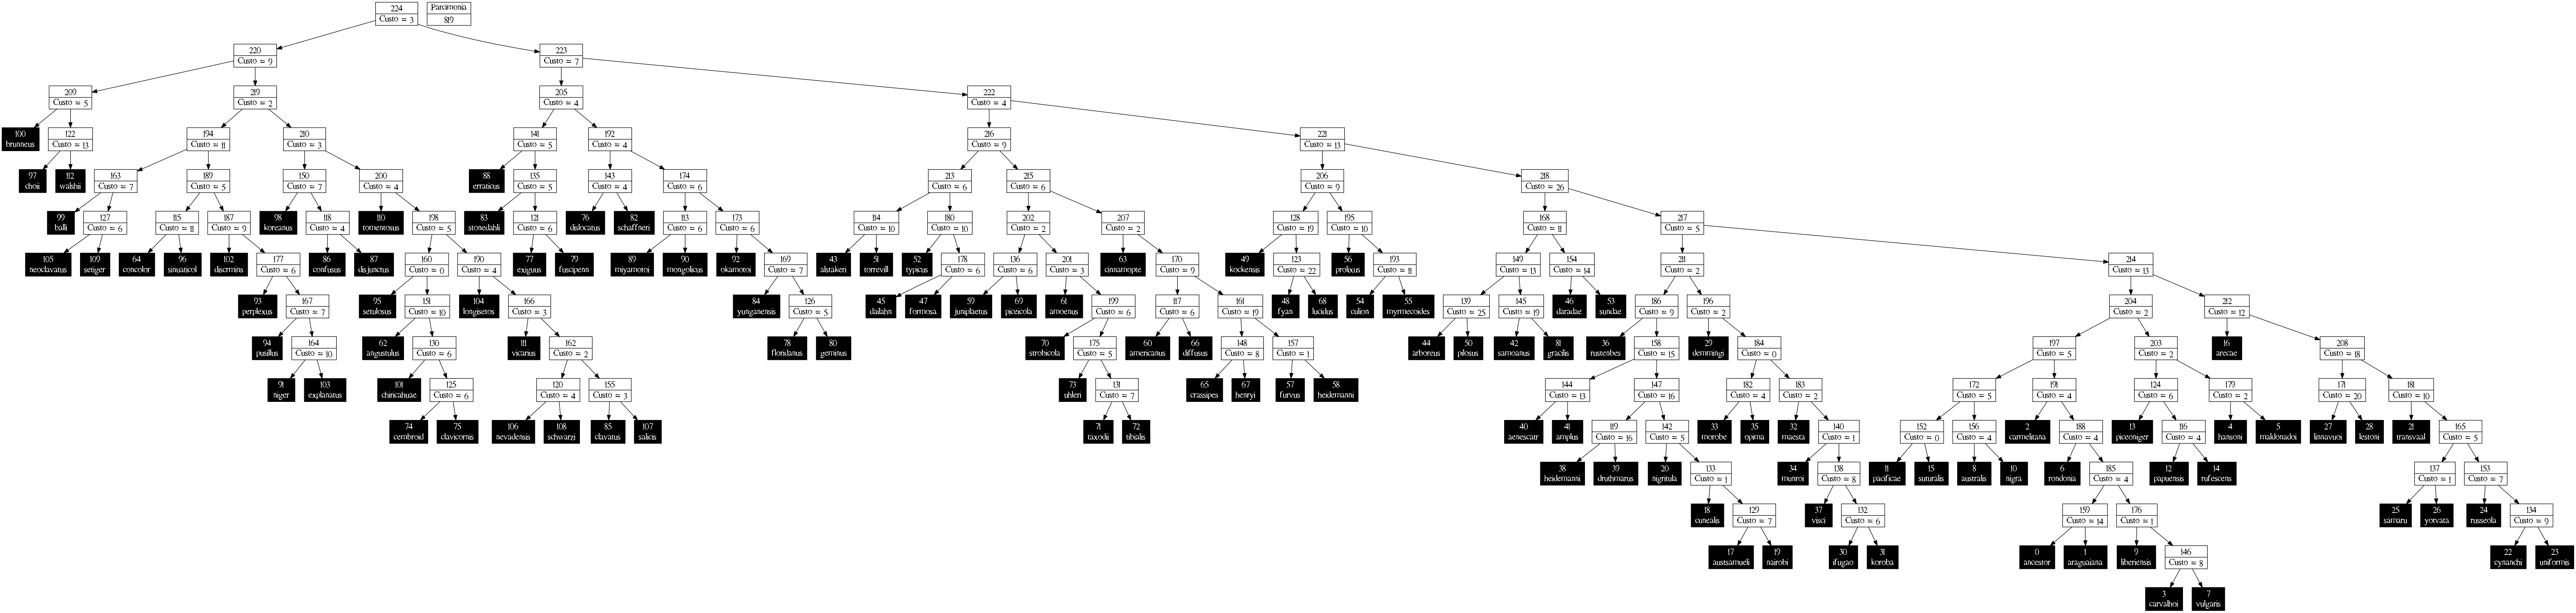 224
Custo = 3
Parcimonia
819
220
Custo = 9
223
Custo = 7
209
Custo = 5
219
Custo = 2
205
Custo = 4
222
Custo = 4
100
brunneus
122
Custo = 13
194
Custo = 11
210
Custo = 3
141
Custo = 5
192
Custo = 4
216
Custo = 9
221
Custo = 13
97
choii
112
walshii
163
Custo = 7
189
Custo = 5
150
Custo = 7
200
Custo = 4
88
erraticus
135
Custo = 5
143
Custo = 4
174
Custo = 6
213
Custo = 6
215
Custo = 6
206
Custo = 9
218
Custo = 26
99
balli
127
Custo = 6
115
Custo = 11
187
Custo = 9
98
koreanus
118
Custo = 4
110
tomentosus
198
Custo = 5
83
stonedahli
121
Custo = 6
76
dislocatus
82
schaffneri
113
Custo = 6
173
Custo = 6
114
Custo = 10
180
Custo = 10
202
Custo = 2
207
Custo = 2
128
Custo = 19
195
Custo = 10
168
Custo = 11
217
Custo = 5
105
neoclavatus
109
setiger
64
concolor
96
sinuaticol
102
discrmins
177
Custo = 6
86
confusus
87
disjunctus
160
Custo = 0
190
Custo = 4
77
exiguus
79
fuscipenn
89
miyamotoi
90
mongolicus
92
okamotoi
169
Custo = 7
43
alstakeri
51
torrevill
52
typicus
178
Custo = 6
136
Custo = 6
201
Custo = 3
63
cinnamopte
170
Custo = 9
49
kockensis
123
Custo = 22
56
prolixus
193
Custo = 11
149
Custo = 13
154
Custo = 14
211
Custo = 2
214
Custo = 13
93
perplexus
167
Custo = 7
95
setulosus
151
Custo = 10
104
longisetos
166
Custo = 3
84
yunganensis
126
Custo = 5
45
dailahn
47
formosa
59
juniplaetus
69
piceicola
61
amoenus
199
Custo = 6
117
Custo = 6
161
Custo = 19
48
fyan
68
lucidus
54
culion
55
myrmecoides
139
Custo = 25
145
Custo = 19
46
daradae
53
sundae
186
Custo = 9
196
Custo = 2
204
Custo = 2
212
Custo = 12
94
pusillus
164
Custo = 10
62
angustulus
130
Custo = 6
111
vicarius
162
Custo = 2
78
floridanus
80
geminus
70
strobicola
175
Custo = 5
60
americanus
66
diffusus
148
Custo = 8
157
Custo = 1
44
arboreus
50
pilosus
42
samoanus
81
gracilis
36
rustenbes
158
Custo = 15
29
demmingi
184
Custo = 0
197
Custo = 5
203
Custo = 2
16
arecae
208
Custo = 18
91
niger
103
explanatus
101
chiricahuae
125
Custo = 6
120
Custo = 4
155
Custo = 3
73
uhleri
131
Custo = 7
65
crassipes
67
henryi
57
furvus
58
heidemanni
144
Custo = 13
147
Custo = 16
182
Custo = 4
183
Custo = 2
172
Custo = 5
191
Custo = 4
124
Custo = 6
179
Custo = 2
171
Custo = 20
181
Custo = 10
74
cembroid
75
clavicornis
106
nevadensis
108
schwarzi
85
clavatus
107
salicis
71
taxodii
72
tibialis
40
aenescatr
41
amplus
119
Custo = 16
142
Custo = 5
33
morobe
35
opima
32
maesta
140
Custo = 1
152
Custo = 0
156
Custo = 4
2
carmelitana
188
Custo = 4
13
piceoniger
116
Custo = 4
4
hansoni
5
maldonadoi
27
linnavuoi
28
lestoni
21
transvaal
165
Custo = 5
38
heidemanni
39
druthmarus
20
nigritula
133
Custo = 1
34
munroi
138
Custo = 8
11
pacificae
15
suturalis
8
australis
10
nigra
6
rondonia
185
Custo = 4
12
papuensis
14
rufescens
137
Custo = 1
153
Custo = 7
18
cunealis
129
Custo = 7
37
visci
132
Custo = 6
159
Custo = 14
176
Custo = 1
25
samaru
26
yotvata
24
russeola
134
Custo = 9
17
austsamueli
19
nairobi
30
ifugao
31
koroba
0
ancestor
1
araguaiana
9
liberiensis
146
Custo = 8
22
cynanchi
23
uniformis
3
carvalhoi
7
vulgaris